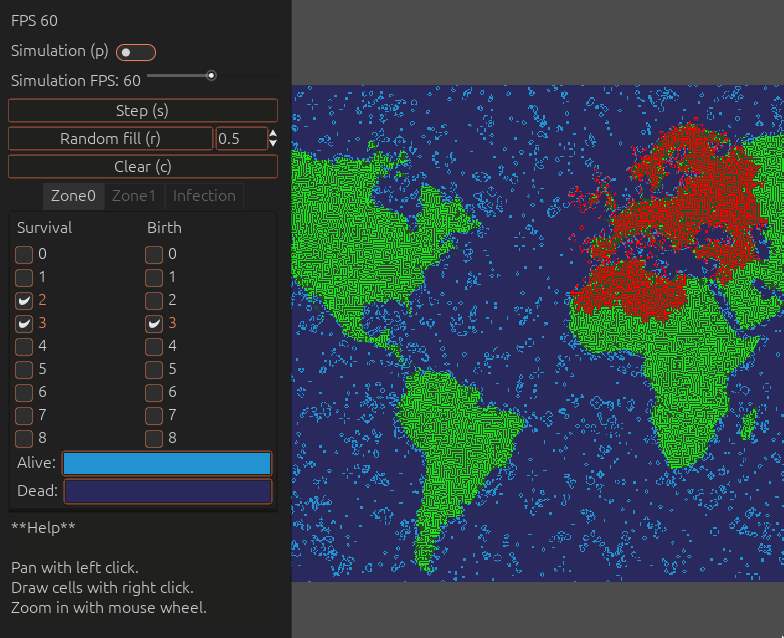 FPS 60
Simulation (p)
Simulation FPS: 60
Step (s)
Random fill (r) 0.5
Clear (c)
Zone0 Zone1 Infection
Survival Birth
0 0
1 1
2 2
3 3
4 4
5 5
6 6
7 7
8 8
Alive:
Dead:
**Help**
Pan with left click.
Draw cells with right click.
Zoom in with mouse wheel.